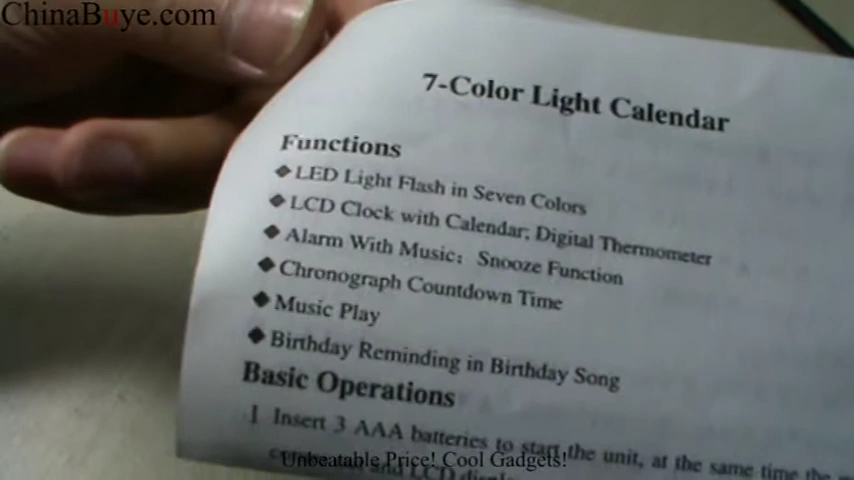 ChinaBuye.com
7-Color Light Calendar
Functions
◆LED Light Flash in Seven Colors
◆LCD Clock with Calendar; Digital Thermometer
◆Alarm With Music; Snooze Function
◆Chronograph Countdown Time
◆Music Play
◆Birthday Reminding in Birthday Song
Basic Operations
1 Insert 3 AAA batteries to start the unit, at the same time the
and LCD
Unbeatable Price! Cool Gadgets!